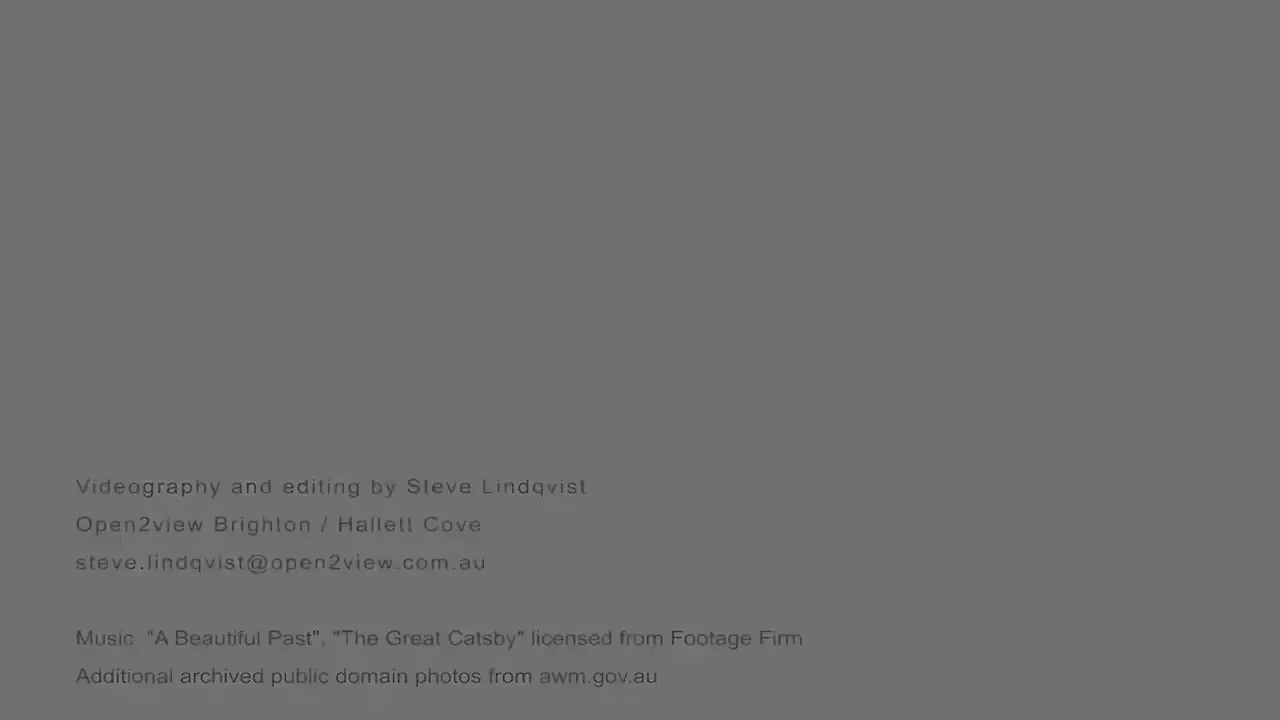 Videography and editing by Steve Lindqvist
Open2view Brighton / Hallett Cove
steve.lindqvist@open2view.com.au
Music "A Beautiful Past", "The Great Catsby" licensed from Footage Firm
Additional archived public domain photos from awm.gov.au